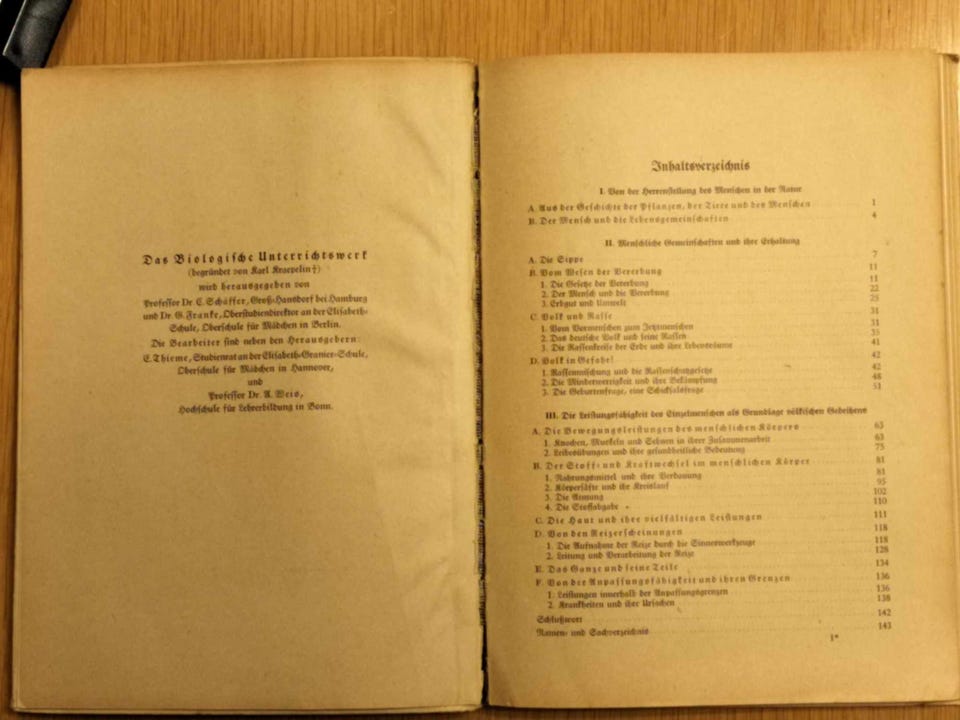 Das Biologische Unterrichtswerk
(begründet von Karl Kraepelin †)
wird herausgegeben von
Professor Dr. C. Schäffer, Groß-Hansdorf bei Hamburg
und Dr. G. Franke, Oberstudiendirektor an der Elisabeth-
Schule, Oberschule für Mädchen in Berlin.
Die Bearbeiter sind neben den Herausgebern:
E. Thieme, Studienrat an der Elisabeth-Granier-Schule,
Oberschule für Mädchen in Hannover,
und
Professor Dr. A. Weis,
Hochschule für Lehrerbildung in Bonn.
Inhaltsverzeichnis
I. Von der Herrenstellung des Menschen in der Natur
A. Aus der Geschichte der Pflanzen, der Tiere und des Menschen 1
B. Der Mensch und die Lebensgemeinschaften 4
II. Menschliche Gemeinschaften und ihre Erhaltung
A. Die Sippe 7
B. Vom Wesen der Vererbung 11
1. Die Gesetze der Vererbung 11
2. Der Mensch und die Vererbung 22
3. Erbgut und Umwelt 25
C. Volk und Rasse 31
1. Vom Vormenschen zum Jetztmenschen 31
2. Das deutsche Volk und seine Rassen 35
3. Die Rassenkreise der Erde und ihre Lebensräume 41
D. Volk in Gefahr! 42
1. Rassenmischung und die Rassenschutzgesetze 42
2. Die Minderwertigkeit und ihre Bekämpfung 48
3. Die Geburtenfrage, eine Schicksalsfrage 51
III. Die Leistungsfähigkeit des Einzelmenschen als Grundlage völkischen Gedeihens
A. Die Bewegungsleistungen des menschlichen Körpers 63
1. Knochen, Muskeln und Sehnen in ihrer Zusammenarbeit 63
2. Leibesübungen und ihre gesundheitliche Bedeutung 75
B. Der Stoff- und Kraftwechsel im menschlichen Körper 81
1. Nahrungsmittel und ihre Verdauung 81
2. Körpersäfte und ihr Kreislauf 95
3. Die Atmung 102
4. Die Stoffabgabe 110
C. Die Haut und ihre vielfältigen Leistungen 111
D. Von den Reizerscheinungen 118
1. Die Aufnahme der Reize durch die Sinneswerkzeuge 118
2. Leitung und Verarbeitung der Reize 128
E. Das Ganze und seine Teile 134
F. Von der Anpassungsfähigkeit und ihren Grenzen 136
1. Leistungen innerhalb der Anpassungsgrenzen 136
2. Krankheiten und ihre Ursachen 138
Schlußwort 142
Namen- und Sachverzeichnis 143
1*